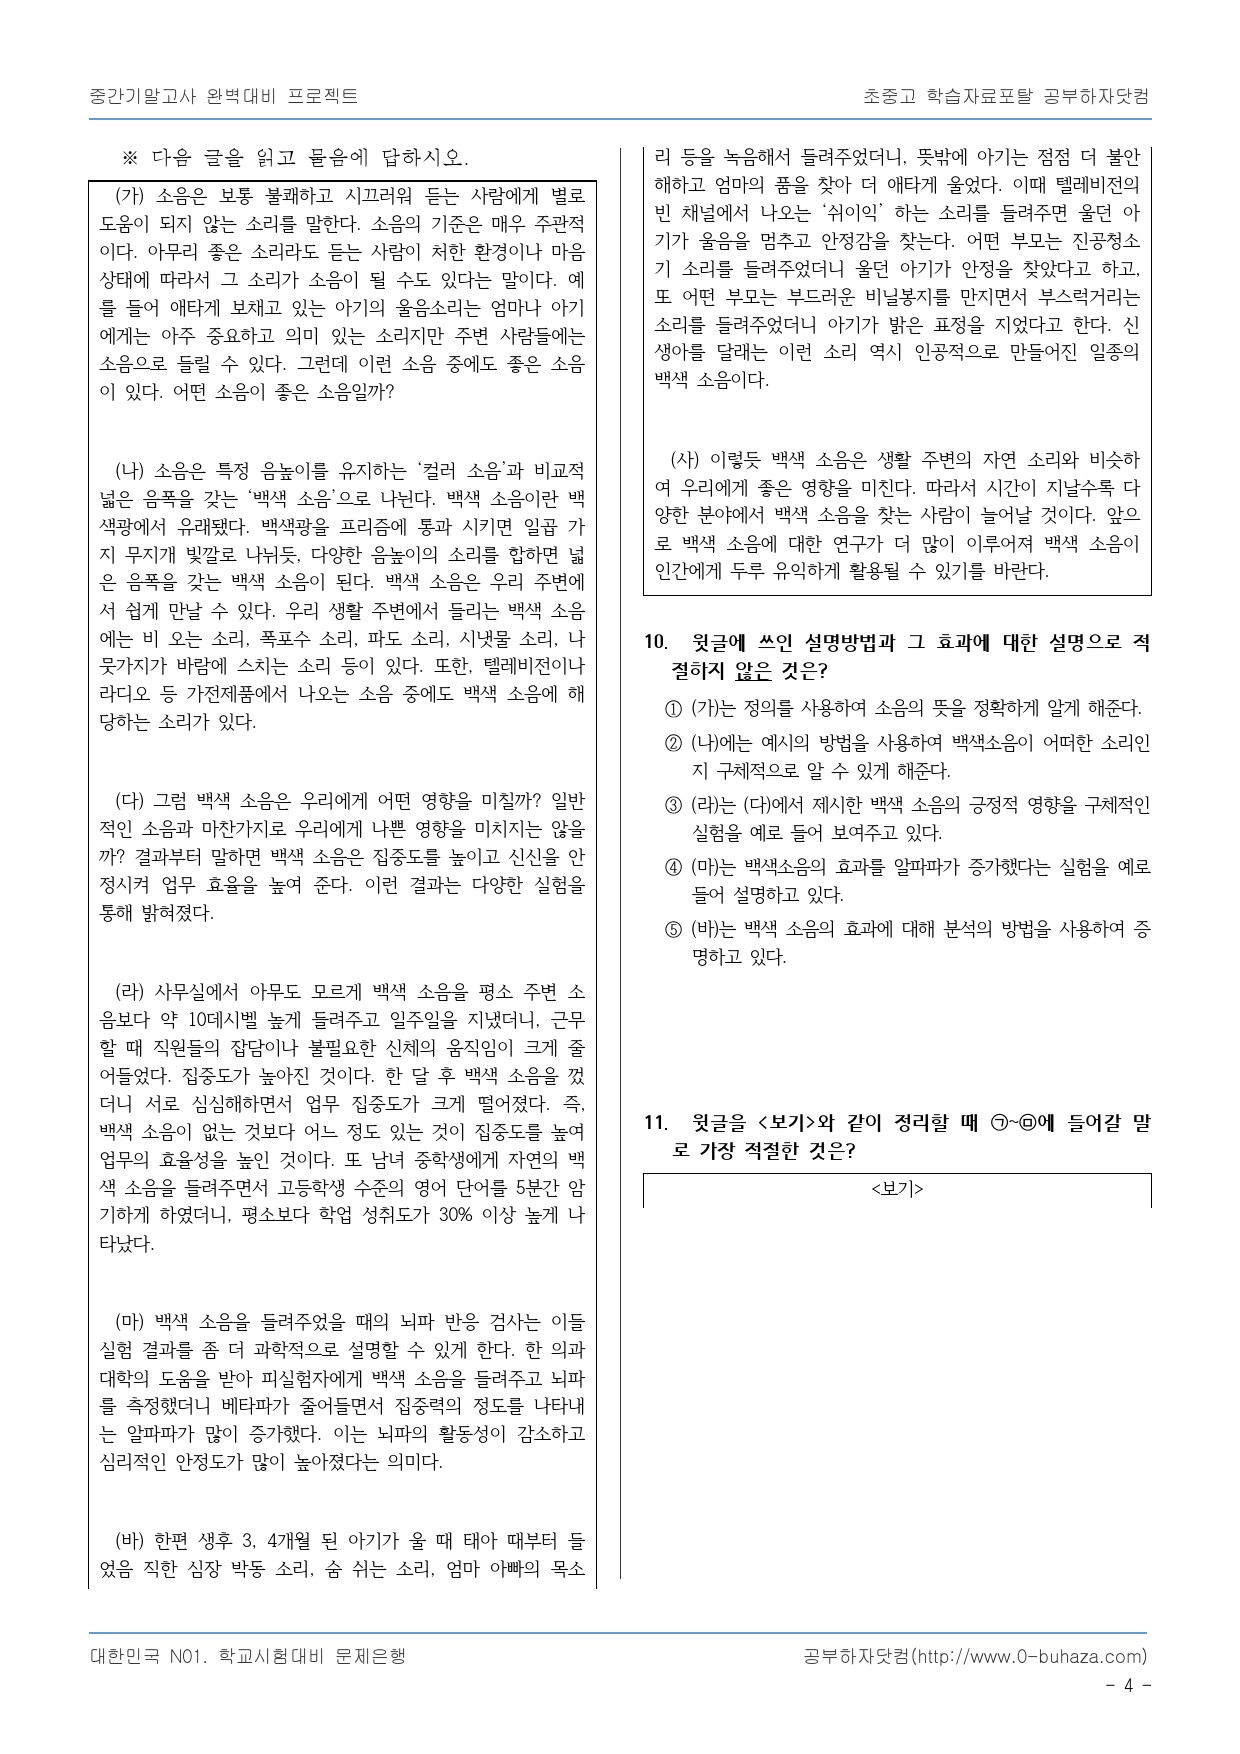 중간기말고사 완벽대비 프로젝트
초중고 학습자료포탈 공부하자닷컴
※ 다음 글을 읽고 물음에 답하시오.
(가) 소음은 보통 불쾌하고 시끄러워 듣는 사람에게 별로
도움이 되지 않는 소리를 말한다. 소음의 기준은 매우 주관적
이다. 아무리 좋은 소리라도 듣는 사람이 처한 환경이나 마음
상태에 따라서 그 소리가 소음이 될 수도 있다는 말이다. 예
를 들어 애타게 보채고 있는 아기의 울음소리는 엄마나 아기
에게는 아주 중요하고 의미 있는 소리지만 주변 사람들에는
소음으로 들릴 수 있다. 그런데 이런 소음 중에도 좋은 소음
이 있다. 어떤 소음이 좋은 소음일까?
(나) 소음은 특정 음높이를 유지하는 '컬러 소음'과 비교적
넓은 음폭을 갖는 '백색 소음'으로 나뉜다. 백색 소음이란 백
색광에서 유래됐다. 백색광을 프리즘에 통과 시키면 일곱 가
지 무지개 빛깔로 나뉘듯, 다양한 음높이의 소리를 합하면 넓
은 음폭을 갖는 백색 소음이 된다. 백색 소음은 우리 주변에
서 쉽게 만날 수 있다. 우리 생활 주변에서 들리는 백색 소음
에는 비 오는 소리, 폭포수 소리, 파도 소리, 시냇물 소리, 나
뭇가지가 바람에 스치는 소리 등이 있다. 또한, 텔레비전이나
라디오 등 가전제품에서 나오는 소음 중에도 백색 소음에 해
당하는 소리가 있다.
(다) 그럼 백색 소음은 우리에게 어떤 영향을 미칠까? 일반
적인 소음과 마찬가지로 우리에게 나쁜 영향을 미치지는 않을
까? 결과부터 말하면 백색 소음은 집중도를 높이고 신신을 안
정시켜 업무 효율을 높여 준다. 이런 결과는 다양한 실험을
통해 밝혀졌다.
(라) 사무실에서 아무도 모르게 백색 소음을 평소 주변 소
음보다 약 10데시벨 높게 들려주고 일주일을 지냈더니, 근무
할 때 직원들의 잡담이나 불필요한 신체의 움직임이 크게 줄
어들었다. 집중도가 높아진 것이다. 한 달 후 백색 소음을 껐
더니 서로 심심해하면서 업무 집중도가 크게 떨어졌다. 즉,
백색 소음이 없는 것보다 어느 정도 있는 것이 집중도를 높여
업무의 효율성을 높인 것이다. 또 남녀 중학생에게 자연의 백
색 소음을 들려주면서 고등학생 수준의 영어 단어를 5분간 암
기하게 하였더니, 평소보다 학업 성취도가 30% 이상 높게 나
타났다.
(마) 백색 소음을 들려주었을 때의 뇌파 반응 검사는 이들
실험 결과를 좀 더 과학적으로 설명할 수 있게 한다. 한 의과
대학의 도움을 받아 피실험자에게 백색 소음을 들려주고 뇌파
를 측정했더니 베타파가 줄어들면서 집중력의 정도를 나타내
는 알파파가 많이 증가했다. 이는 뇌파의 활동성이 감소하고
심리적인 안정도가 많이 높아졌다는 의미다.
(바) 한편 생후 3, 4개월 된 아기가 울 때 태아 때부터 들
었음 직한 심장 박동 소리, 숨 쉬는 소리, 엄마 아빠의 목소
리 등을 녹음해서 들려주었더니, 뜻밖에 아기는 점점 더 불안
해하고 엄마의 품을 찾아 더 애타게 울었다. 이때 텔레비전의
빈 채널에서 나오는 '쉬이익' 하는 소리를 들려주면 울던 아
기가 울음을 멈추고 안정감을 찾는다. 어떤 부모는 진공청소
기 소리를 들려주었더니 울던 아기가 안정을 찾았다고 하고,
또 어떤 부모는 부드러운 비닐봉지를 만지면서 부스럭거리는
소리를 들려주었더니 아기가 밝은 표정을 지었다고 한다. 신
생아를 달래는 이런 소리 역시 인공적으로 만들어진 일종의
백색 소음이다.
(사) 이렇듯 백색 소음은 생활 주변의 자연 소리와 비슷하
여 우리에게 좋은 영향을 미친다. 따라서 시간이 지날수록 다
양한 분야에서 백색 소음을 찾는 사람이 늘어날 것이다. 앞으
로 백색 소음에 대한 연구가 더 많이 이루어져 백색 소음이
인간에게 두루 유익하게 활용될 수 있기를 바란다.
10. 윗글에 쓰인 설명방법과 그 효과에 대한 설명으로 적
절하지 않은 것은?
① (가)는 정의를 사용하여 소음의 뜻을 정확하게 알게 해준다.
② (나)에는 예시의 방법을 사용하여 백색소음이 어떠한 소리인
지 구체적으로 알 수 있게 해준다.
③ (라)는 (다)에서 제시한 백색 소음의 긍정적 영향을 구체적인
실험을 예로 들어 보여주고 있다.
④ (마)는 백색소음의 효과를 알파파가 증가했다는 실험을 예로
들어 설명하고 있다.
⑤ (바)는 백색 소음의 효과에 대해 분석의 방법을 사용하여 증
명하고 있다.
11. 윗글을 <보기>와 같이 정리할 때 ㉠~㉤에 들어갈 말
로 가장 적절한 것은?
<보기>
대한민국 N01. 학교시험대비 문제은행
공부하자닷컴(http://www.0-buhaza.com)
- 4 -